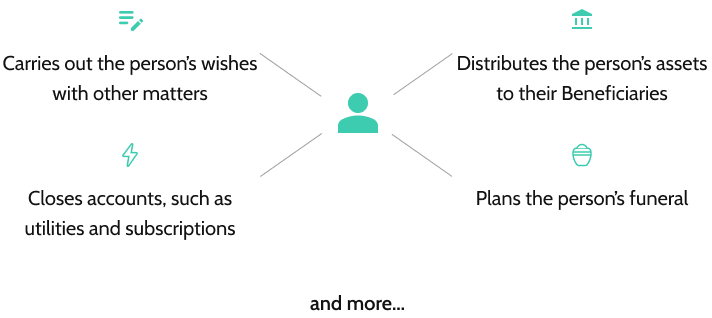 Carries out the person's wishes
with other matters
Distributes the person's assets
to their Beneficiaries
Closes accounts, such as
utilities and subscriptions
Plans the person's funeral
and more...